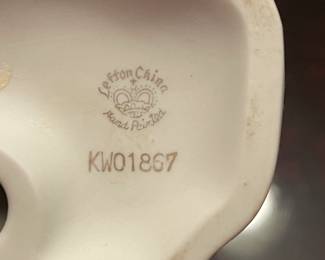 Lefton China
Hand Painted
KW01867